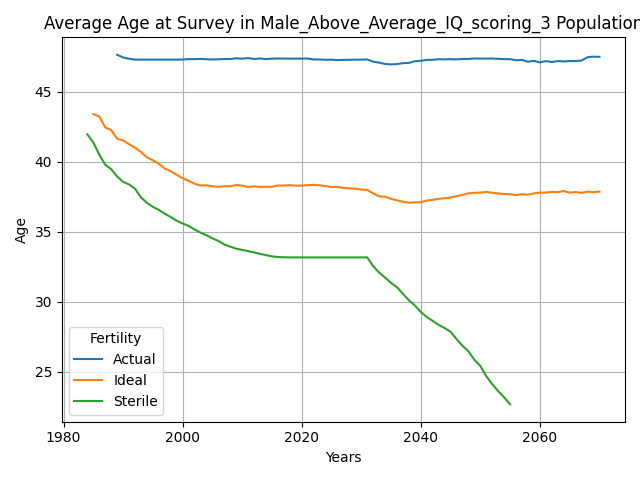 Average Age at Survey in Male_Above_Average_IQ_scoring_3 Population
Age
45
40
35
30
25
Fertility
Actual
Ideal
Sterile
1980
2000
2020
2040
2060
Years